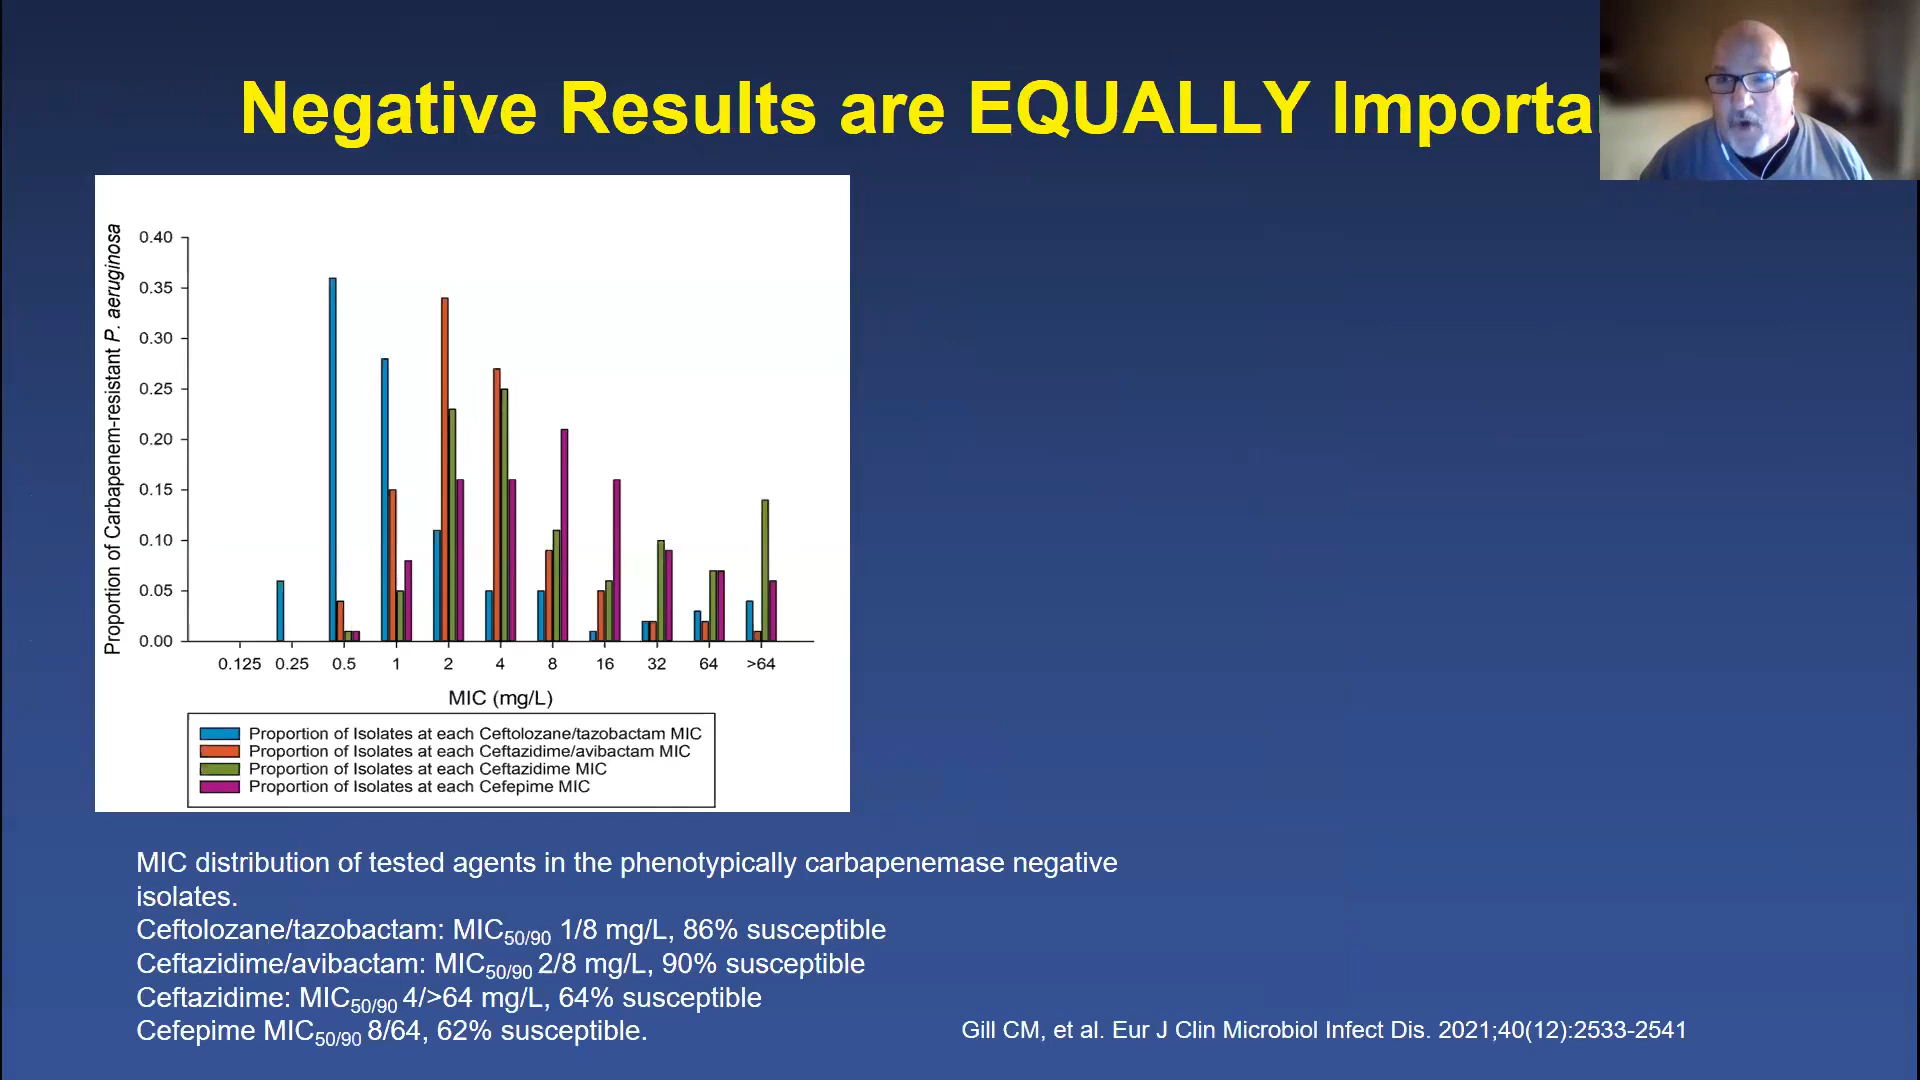 Negative Results are EQUALLY Importa
Proportion of Carbapenem-resistant P. aeruginosa
0.40
0.35
0.30
0.25
0.20
0.15
0.10
0.05
0.00
0.125 0.25 0.5 1 2 4 8 16 32 64 >64
MIC (mg/L)
Proportion of Isolates at each Ceftolozane/tazobactam MIC
Proportion of Isolates at each Ceftazidime/avibactam MIC
Proportion of Isolates at each Ceftazidime MIC
Proportion of Isolates at each Cefepime MIC
MIC distribution of tested agents in the phenotypically carbapenemase negative
isolates.
Ceftolozane/tazobactam: MIC50/90 1/8 mg/L, 86% susceptible
Ceftazidime/avibactam: MIC50/90 2/8 mg/L, 90% susceptible
Ceftazidime: MIC50/90 4/>64 mg/L, 64% susceptible
Cefepime MIC50/90 8/64, 62% susceptible.
Gill CM, et al. Eur J Clin Microbiol Infect Dis. 2021;40(12):2533-2541